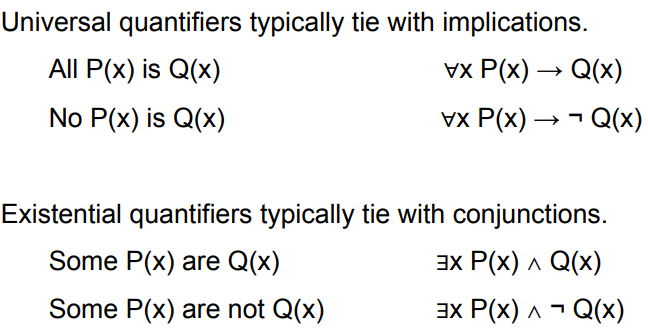 Universal quantifiers typically tie with implications.
All P(x) is Q(x) ∀x P(x) → Q(x)
No P(x) is Q(x) ∀x P(x) → ¬ Q(x)
Existential quantifiers typically tie with conjunctions.
Some P(x) are Q(x) ∃x P(x) ∧ Q(x)
Some P(x) are not Q(x) ∃x P(x) ∧ ¬ Q(x)